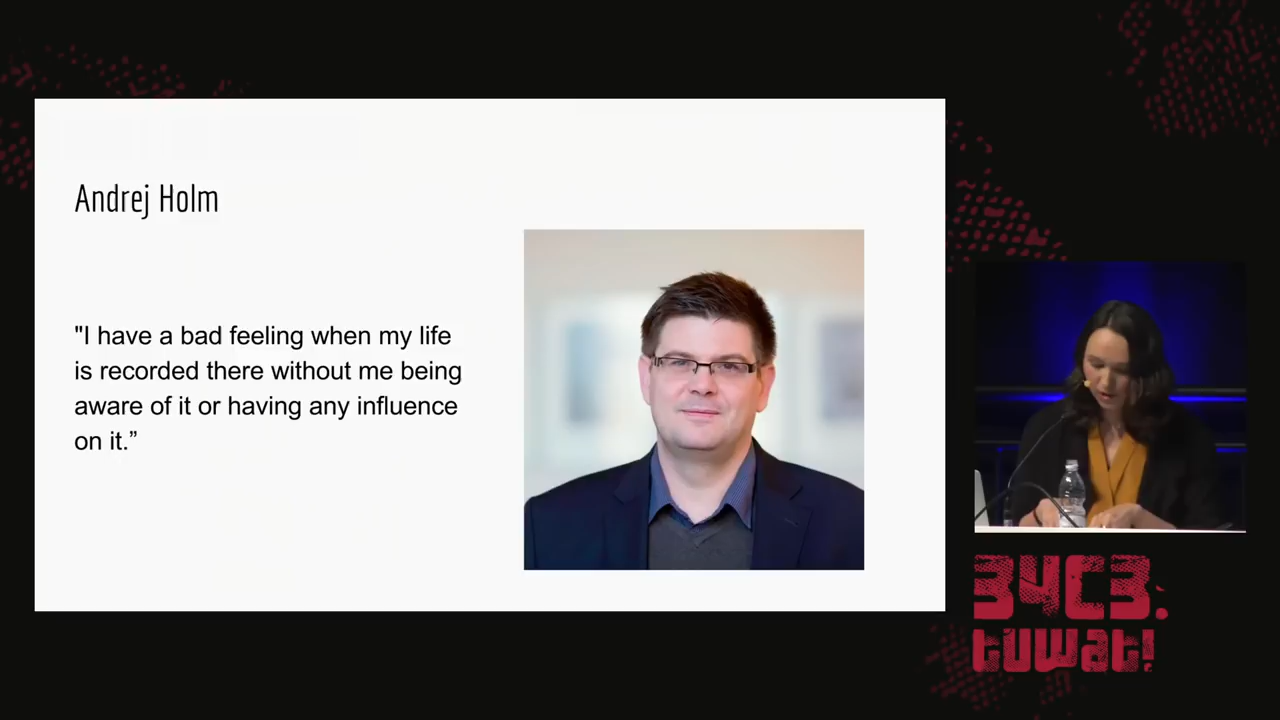 Andrej Holm
"I have a bad feeling when my life
is recorded there without me being
aware of it or having any influence
on it.”
34C3.
tuwat!